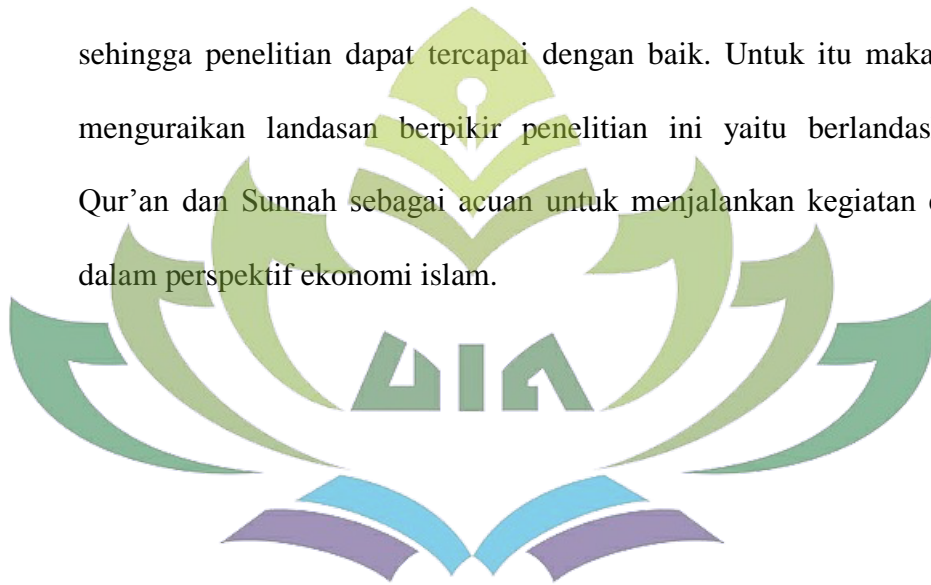 sehingga penelitian dapat tercapai dengan baik. Untuk itu maka
menguraikan landasan berpikir penelitian ini yaitu berlandas
Qur'an dan Sunnah sebagai acuan untuk menjalankan kegiatan
dalam perspektif ekonomi islam.
UIN